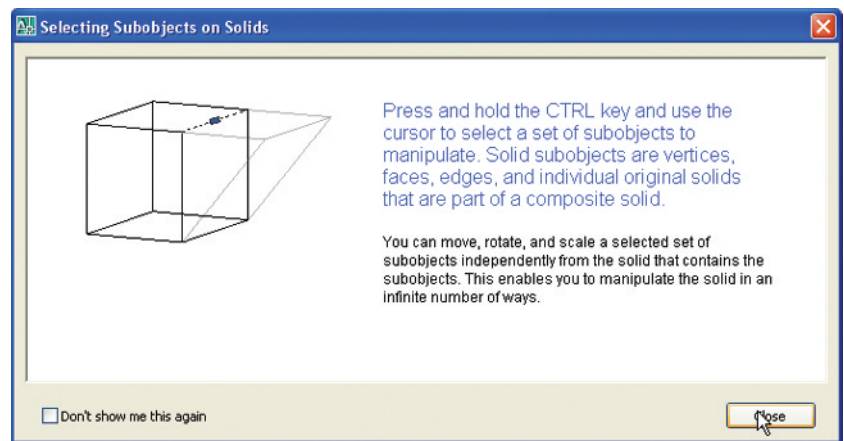 Selecting Subobjects on Solids
Press and hold the CTRL key and use the
cursor to select a set of subobjects to
manipulate. Solid subobjects are vertices,
faces, edges, and individual original solids
that are part of a composite solid.
You can move, rotate, and scale a selected set of
subobjects independently from the solid that contains the
subobjects. This enables you to manipulate the solid in an
infinite number of ways.
Don't show me this again
Close